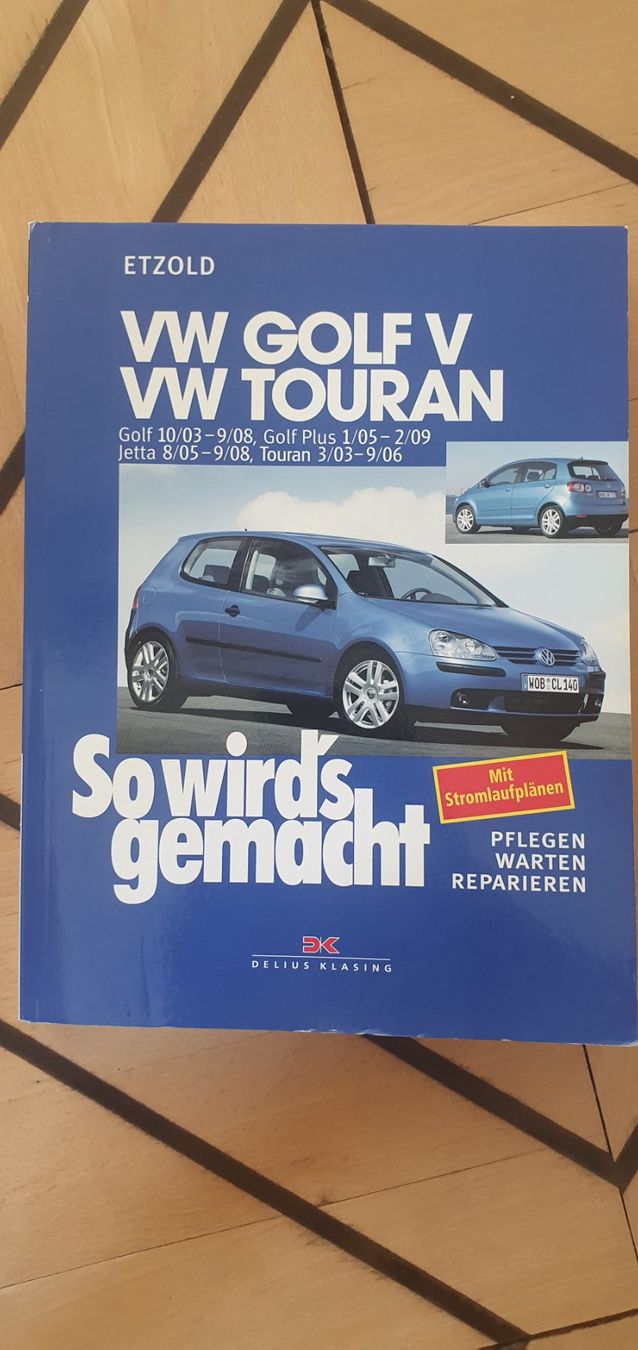 ETZOLD
VW GOLF V
VW TOURAN
Golf 10/03–9/08, Golf Plus 1/05–2/09
Jetta 8/05–9/08, Touran 3/03–9/06
WOB CL 140
So wird's
gemacht
Mit
Stromlaufplänen
PFLEGEN
WARTEN
REPARIEREN
DK
DELIUS KLASING